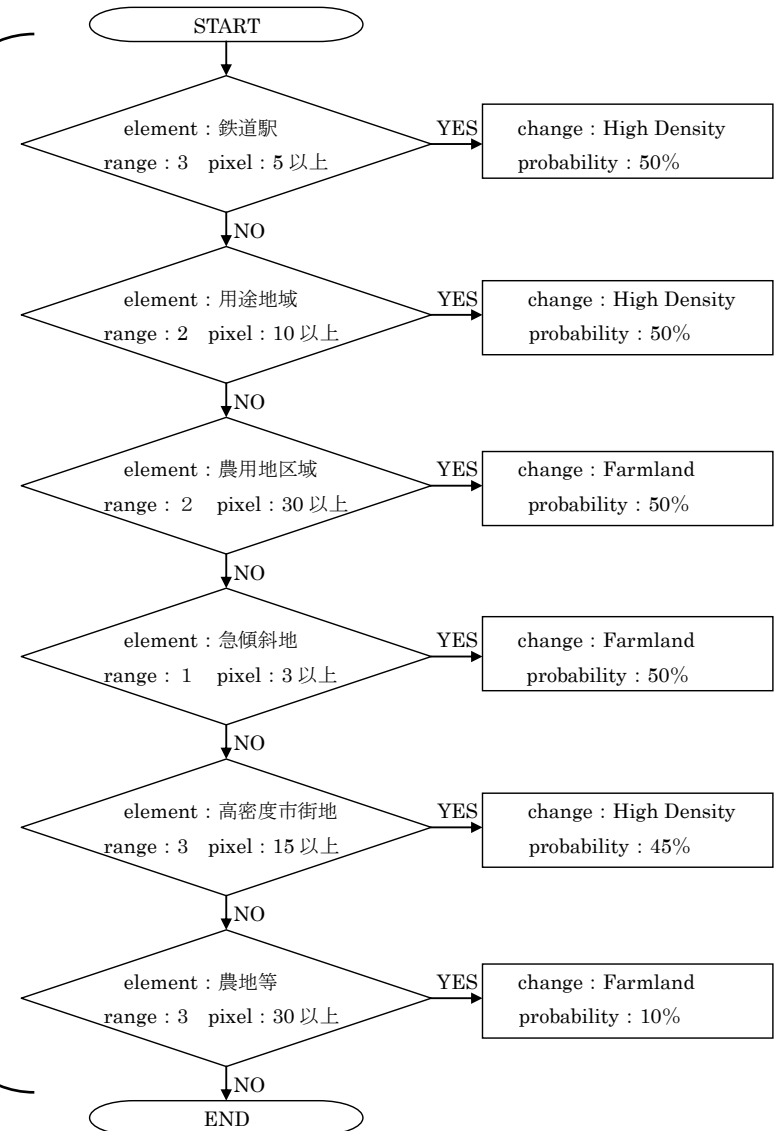 START
element：鉄道駅
range：3 pixel：5 以上
YES
change：High Density
probability：50%
NO
element：用途地域
range：2 pixel：10 以上
YES
change：High Density
probability：50%
NO
element：農用地区域
range：２ pixel：30 以上
YES
change：Farmland
probability：50%
NO
element：急傾斜地
range：１ pixel：3 以上
YES
change：Farmland
probability：50%
NO
element：高密度市街地
range：3 pixel：15 以上
YES
change：High Density
probability：45%
NO
element：農地等
range：3 pixel：30 以上
YES
change：Farmland
probability：10%
NO
END